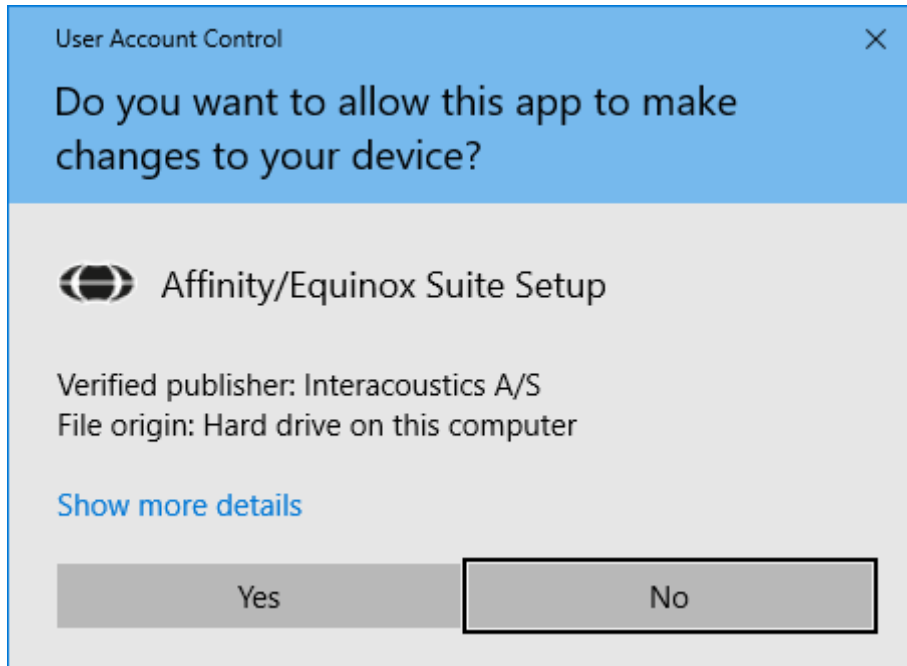 User Account Control
Do you want to allow this app to make
changes to your device?
Affinity/Equinox Suite Setup
Verified publisher: Interacoustics A/S
File origin: Hard drive on this computer
Show more details
Yes
No